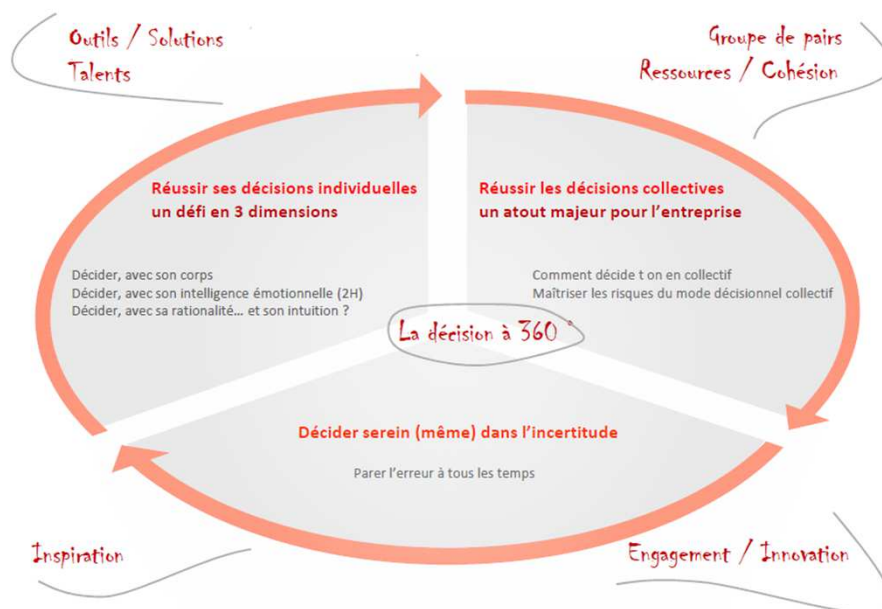 Outils / Solutions
Talents
Groupe de pairs
Ressources / Cohésion
Réussir ses décisions individuelles
un défi en 3 dimensions
Décider, avec son corps
Décider, avec son intelligence émotionnelle (2H)
Décider, avec sa rationalité... et son intuition ?
Réussir les décisions collectives
un atout majeur pour l'entreprise
Comment décide t on en collectif
Maîtriser les risques du mode décisionnel collectif
La décision à 360°
Décider serein (même) dans l'incertitude
Parer l'erreur à tous les temps
Inspiration
Engagement / Innovation